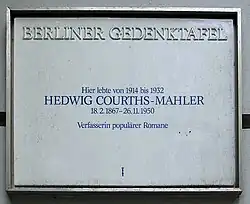 BERLINER GEDENKTAFEL
Hier lebte von 1914 bis 1932
HEDWIG COURTHS-MAHLER
18. 2. 1867–26. 11. 1950
Verfasserin populärer Romane